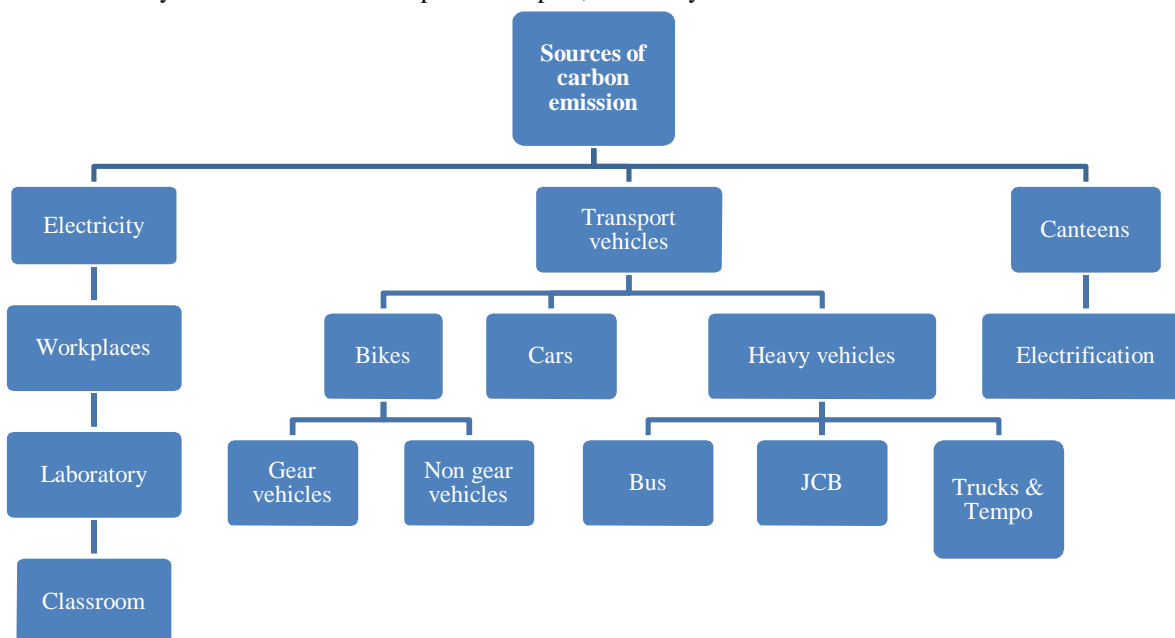 Sources of
carbon
emission
Electricity
Transport
vehicles
Canteens
Workplaces
Bikes
Cars
Heavy vehicles
Electrification
Laboratory
Gear
vehicles
Non gear
vehicles
Bus
JCB
Trucks &
Tempo
Classroom